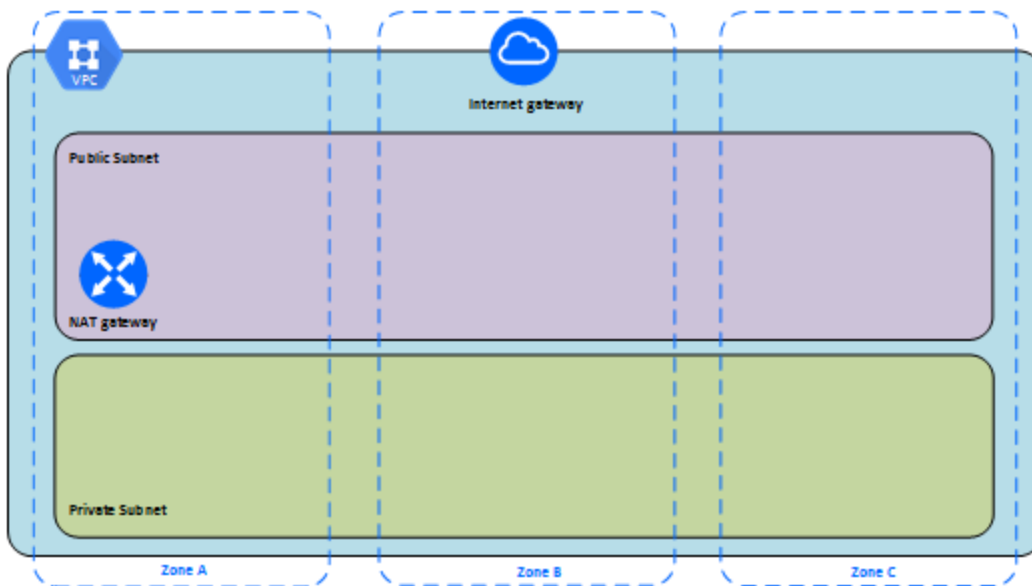 VPC
Internet gateway
Public Subnet
NAT gateway
Private Subnet
Zone A
Zone B
Zone C